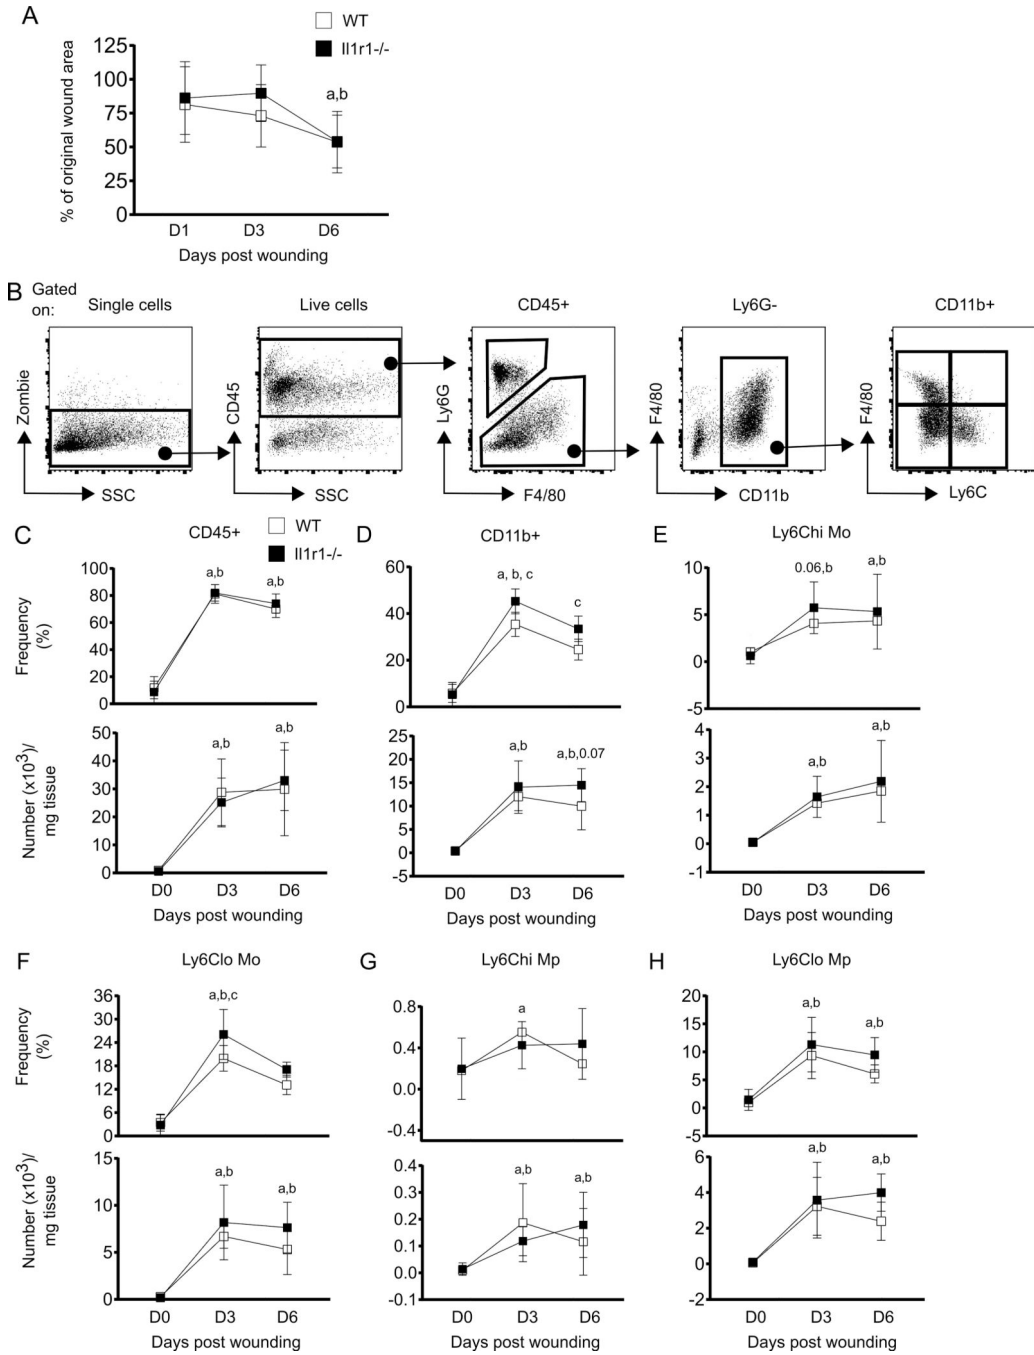 A
WT
Il1r1-/-
% of original wound area
125
100
75
50
25
0
a,b
D1 D3 D6
Days post wounding
B
Gated on:
Single cells
Live cells
CD45+
Ly6G-
CD11b+
Zombie
SSC
CD45
SSC
Ly6G
F4/80
F4/80
CD11b
F4/80
Ly6C
C
WT
Il1r1-/-
CD45+
Frequency (%)
100
80
60
40
20
0
a,b
a,b
Number (x10^3)/ mg tissue
50
40
30
20
10
0
a,b
a,b
D0 D3 D6
Days post wounding
D
CD11b+
60
40
20
0
a, b, c
c
25
20
15
10
5
0
-5
a,b
a,b,0.07
D0 D3 D6
Days post wounding
E
Ly6Chi Mo
10
5
0
-5
0.06,b
a,b
4
3
2
1
0
-1
a,b
a,b
D0 D3 D6
Days post wounding
F
Ly6Clo Mo
Frequency (%)
36
30
24
18
12
6
0
a,b,c
Number (x10^3)/ mg tissue
15
10
5
0
a,b
a,b
D0 D3 D6
Days post wounding
G
Ly6Chi Mp
0.8
0.4
0.0
-0.4
a
0.4
0.3
0.2
0.1
0.0
-0.1
a,b
a,b
D0 D3 D6
Days post wounding
H
Ly6Clo Mp
20
15
10
5
0
-5
a,b
a,b
6
4
2
0
-2
a,b
a,b
D0 D3 D6
Days post wounding